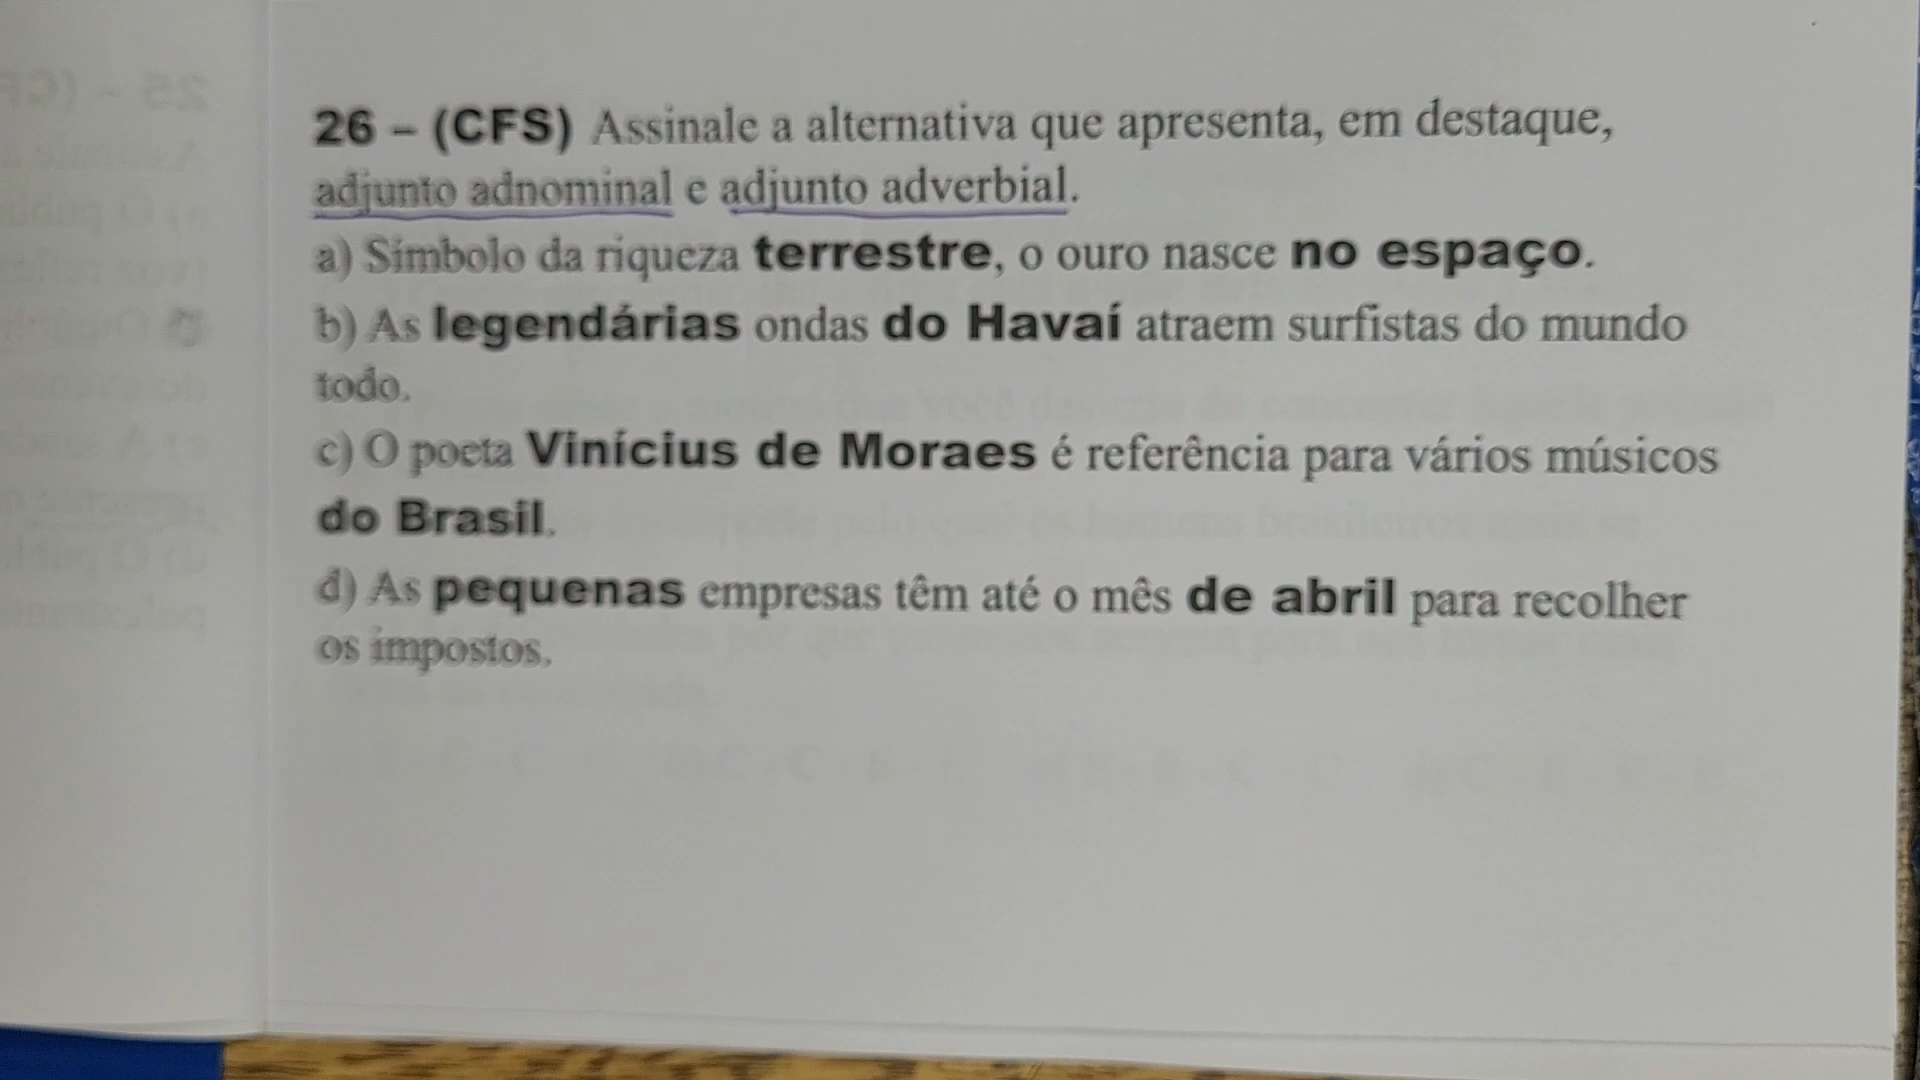 26 – (CFS) Assinale a alternativa que apresenta, em destaque,
adjunto adnominal e adjunto adverbial.
a) Símbolo da riqueza terrestre, o ouro nasce no espaço.
b) As legendárias ondas do Havaí atraem surfistas do mundo
todo.
c) O poeta Vinícius de Moraes é referência para vários músicos
do Brasil.
d) As pequenas empresas têm até o mês de abril para recolher
os impostos.